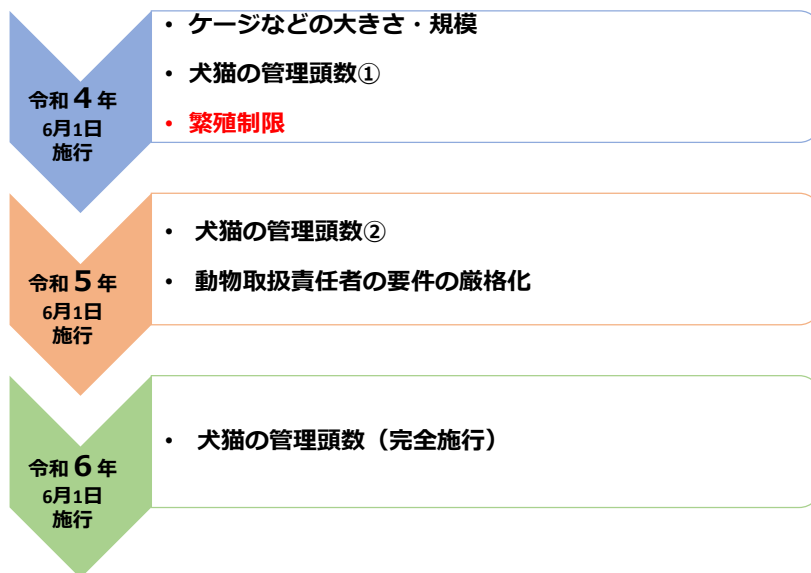 令和４年
6月1日
施行
• ケージなどの大きさ・規模
• 犬猫の管理頭数①
• 繁殖制限
令和５年
6月1日
施行
• 犬猫の管理頭数②
• 動物取扱責任者の要件の厳格化
令和６年
6月1日
施行
• 犬猫の管理頭数（完全施行）